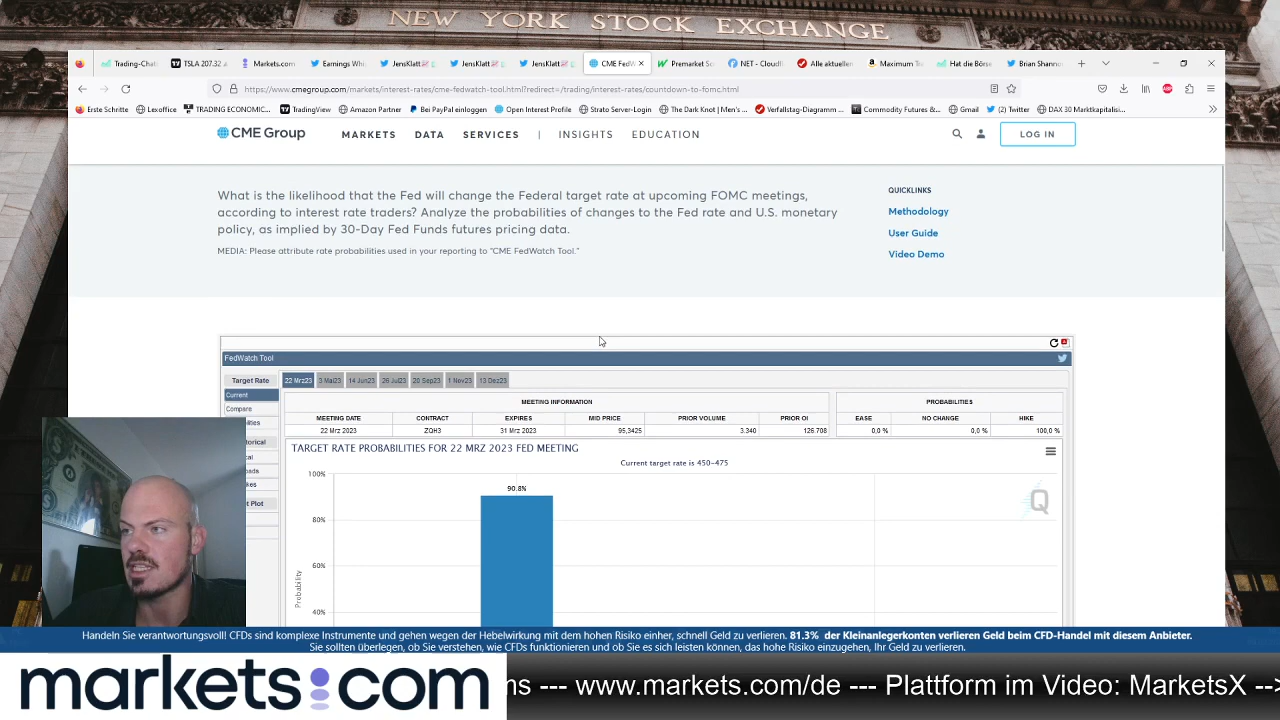 NEW YORK STOCK EXCHANGE
Trading-Chat
TSLA 207.32
Markets.com
Earnings Whi
JensKlatt
JensKlatt
JensKlatt
CME FedW
Premarket Sc
NET - Cloudf
Alle aktuellen
Maximum Tra
Hat die Börse
Brian Shannon
https://www.cmegroup.com/markets/interest-rates/cme-fedwatch-tool.html?redirect=/trading/interest-rates/countdown-to-fomc.html
Erste Schritte
Lexoffice
TRADING ECONOMIC...
TradingView
Amazon Partner
Bei PayPal einloggen
Open Interest Profile
Strato Server-Login
The Dark Knot | Men's ...
Verfallstag-Diagramm ...
Commodity Futures &...
Gmail
(2) Twitter
DAX 30 Marktkapitalisi...
CME Group
MARKETS DATA SERVICES | INSIGHTS EDUCATION
LOG IN
What is the likelihood that the Fed will change the Federal target rate at upcoming FOMC meetings,
according to interest rate traders? Analyze the probabilities of changes to the Fed rate and U.S. monetary
policy, as implied by 30-Day Fed Funds futures pricing data.
MEDIA: Please attribute rate probabilities used in your reporting to "CME FedWatch Tool."
QUICKLINKS
Methodology
User Guide
Video Demo
FedWatch Tool
Target Rate
Current
Compare
22 Mrz23 3 Mai23 14 Jun23 26 Jul23 20 Sep23 1 Nov23 13 Dez23
MEETING INFORMATION
MEETING DATE CONTRACT EXPIRES MID PRICE PRIOR VOLUME PRIOR OI
22 Mrz 2023 ZQH3 31 Mrz 2023 95,3425 3.340 126.708
PROBABILITIES
EASE NO CHANGE HIKE
0,0 % 0,0 % 100,0 %
TARGET RATE PROBABILITIES FOR 22 MRZ 2023 FED MEETING
Current target rate is 450–475
100%
90.8%
80%
60%
40%
Probability
Q
Handeln Sie verantwortungsvoll! CFDs sind komplexe Instrumente und gehen wegen der Hebelwirkung mit dem hohen Risiko einher, schnell Geld zu verlieren. 81.3% der Kleinanlegerkonten verlieren Geld beim CFD-Handel mit diesem Anbieter.
Sie sollten überlegen, ob Sie verstehen, wie CFDs funktionieren und ob Sie es sich leisten können, das hohe Risiko einzugehen, Ihr Geld zu verlieren.
markets.com
ms --- www.markets.com/de --- Plattform im Video: MarketsX -->